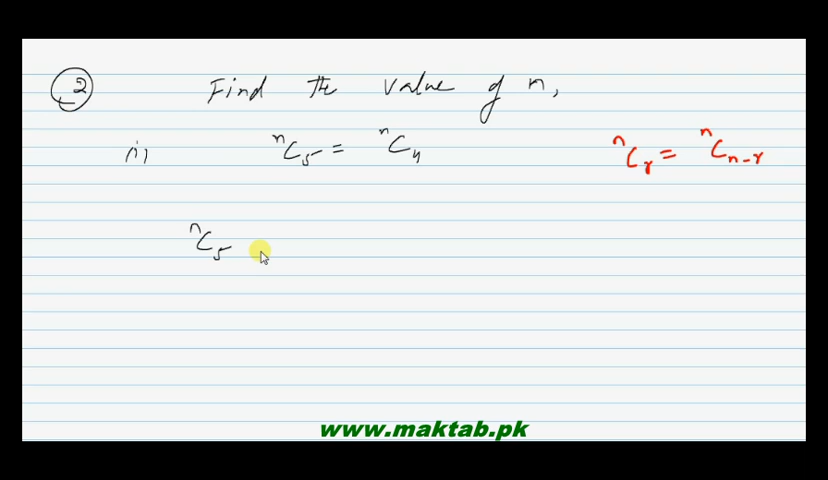 2 Find the value of n,
(i) ⁿC₅ = ⁿC₄ ⁿCᵣ = ⁿCₙ₋ᵣ
ⁿC₅
www.maktab.pk